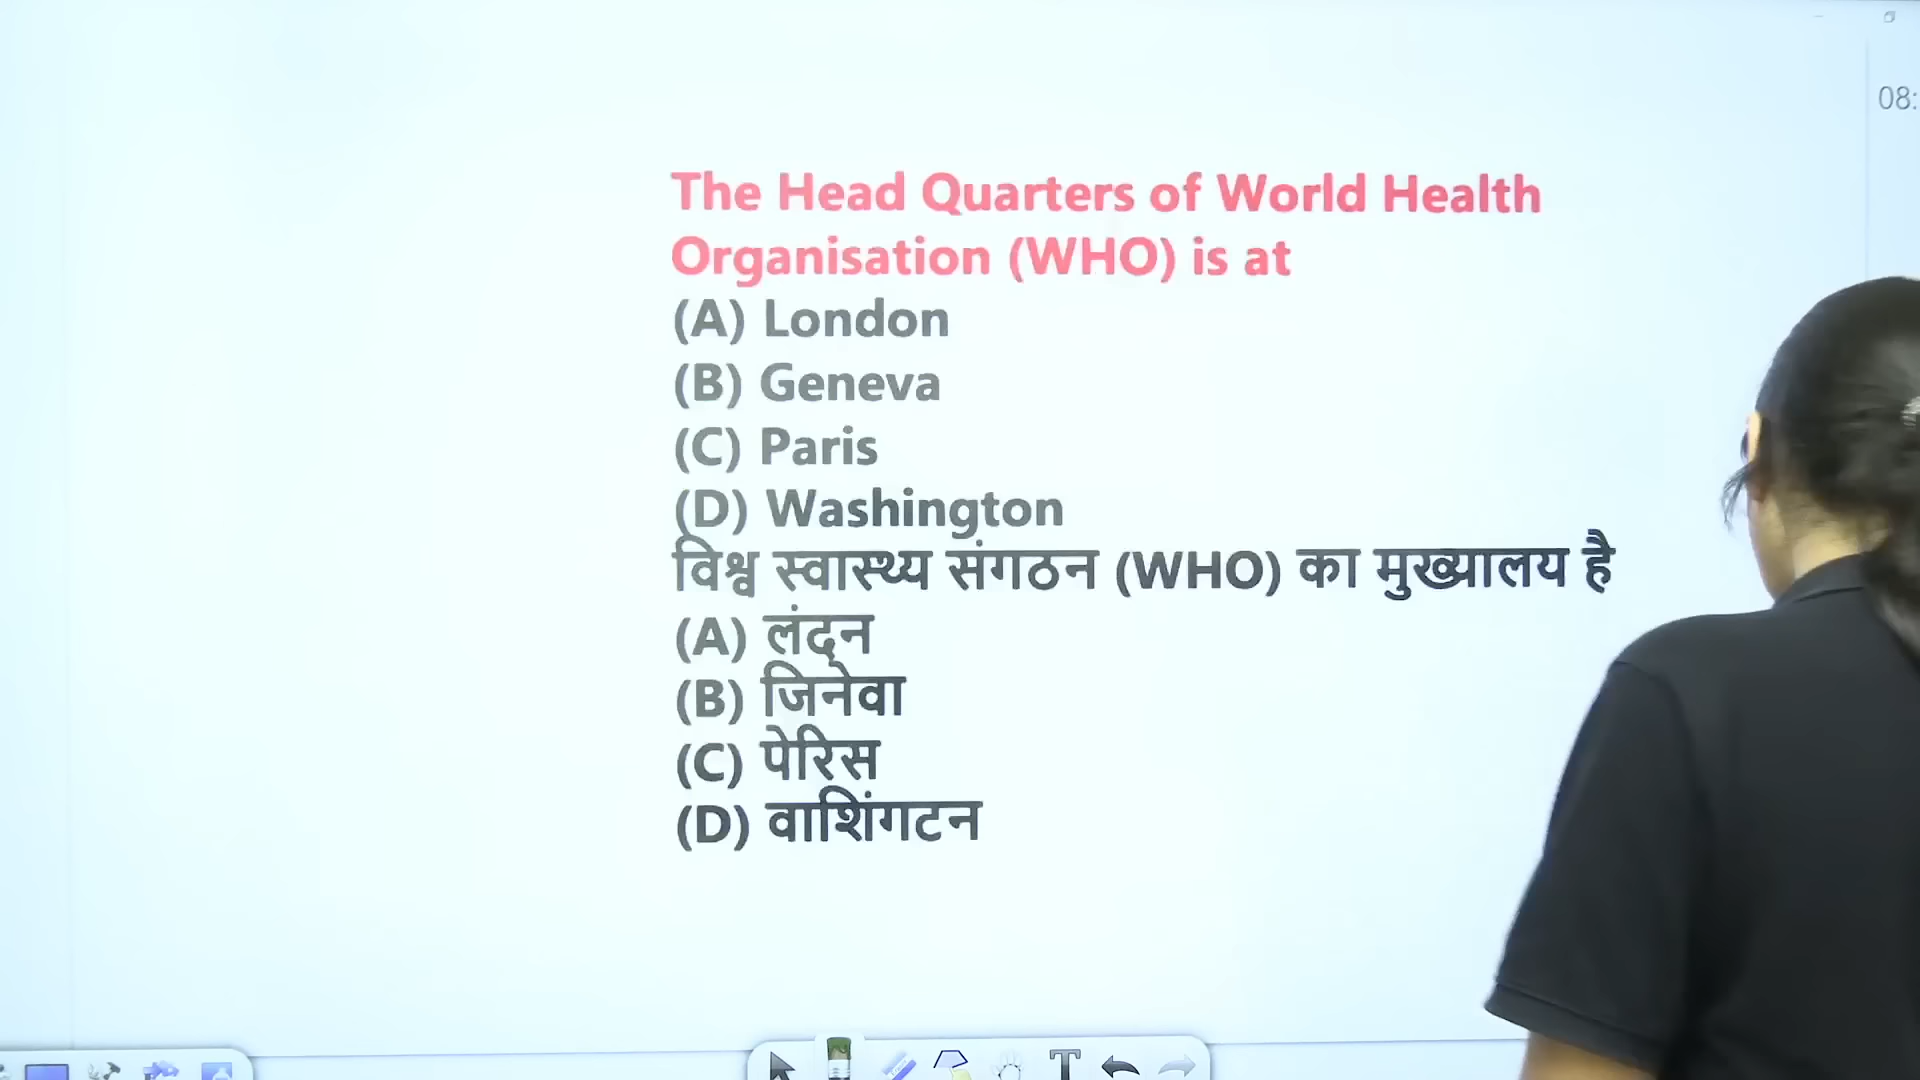 08:
The Head Quarters of World Health
Organisation (WHO) is at
(A) London
(B) Geneva
(C) Paris
(D) Washington
विश्व स्वास्थ्य संगठन (WHO) का मुख्यालय है
(A) लंदन
(B) जिनेवा
(C) पेरिस
(D) वाशिंगटन
T